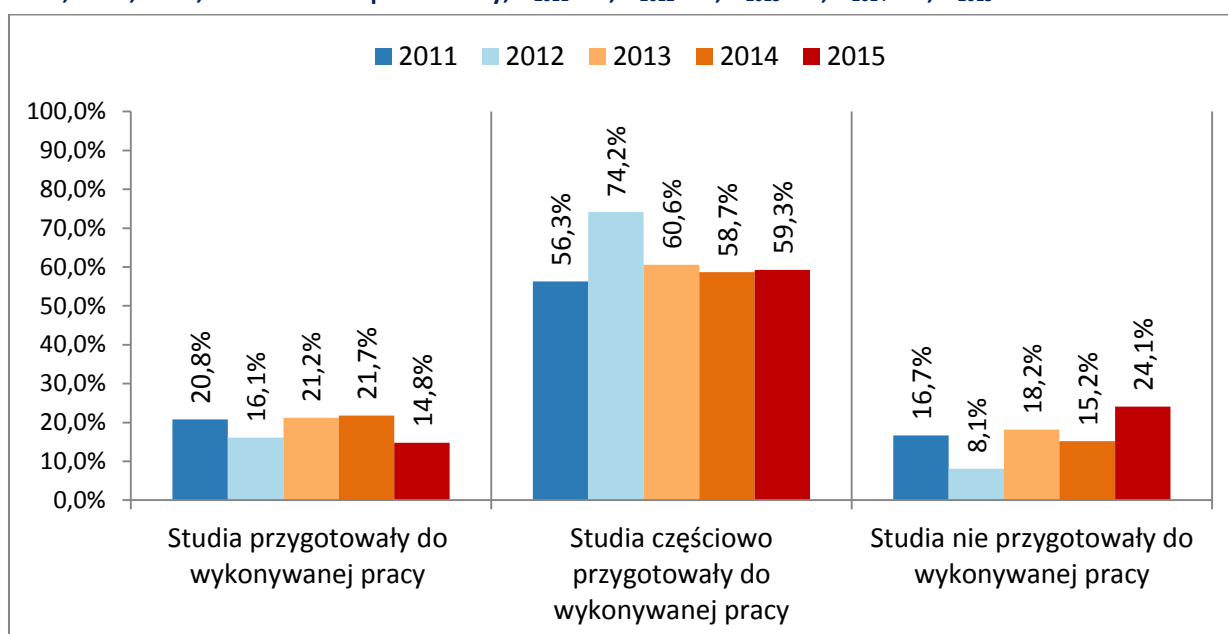 2011 2012 2013 2014 2015
100,0%
90,0%
80,0%
70,0%
60,0%
50,0%
40,0%
30,0%
20,0%
10,0%
0,0%
20,8% 16,1% 21,2% 21,7% 14,8%
56,3% 74,2% 60,6% 58,7% 59,3%
16,7% 8,1% 18,2% 15,2% 24,1%
Studia przygotowały do
wykonywanej pracy
Studia częściowo
przygotowały do
wykonywanej pracy
Studia nie przygotowały do
wykonywanej pracy